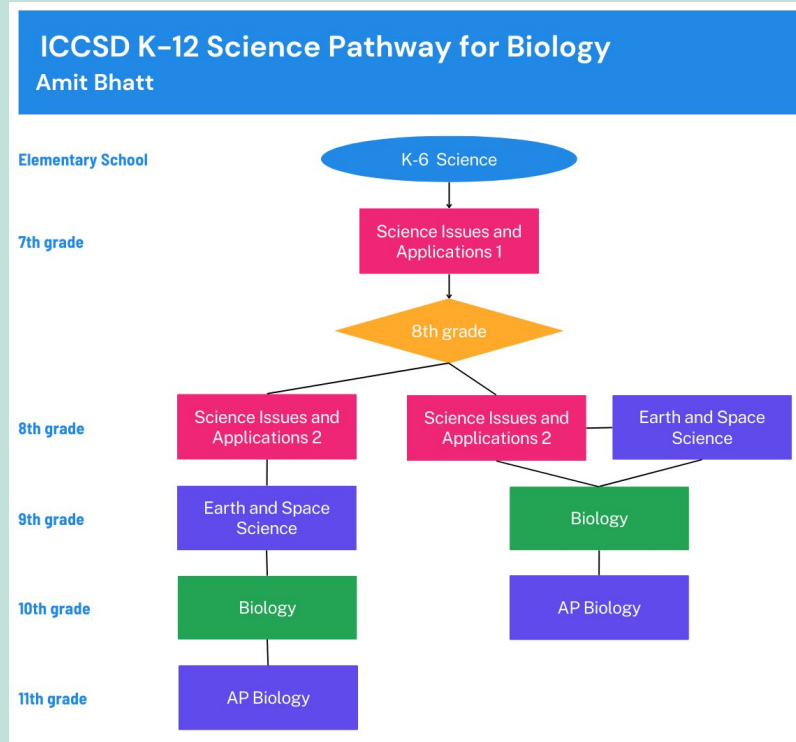 ICCSD K-12 Science Pathway for Biology
Amit Bhatt
Elementary School
K-6 Science
7th grade
Science Issues and
Applications 1
8th grade
8th grade
Science Issues and
Applications 2
Science Issues and
Applications 2
Earth and Space
Science
9th grade
Earth and Space
Science
Biology
10th grade
Biology
AP Biology
11th grade
AP Biology